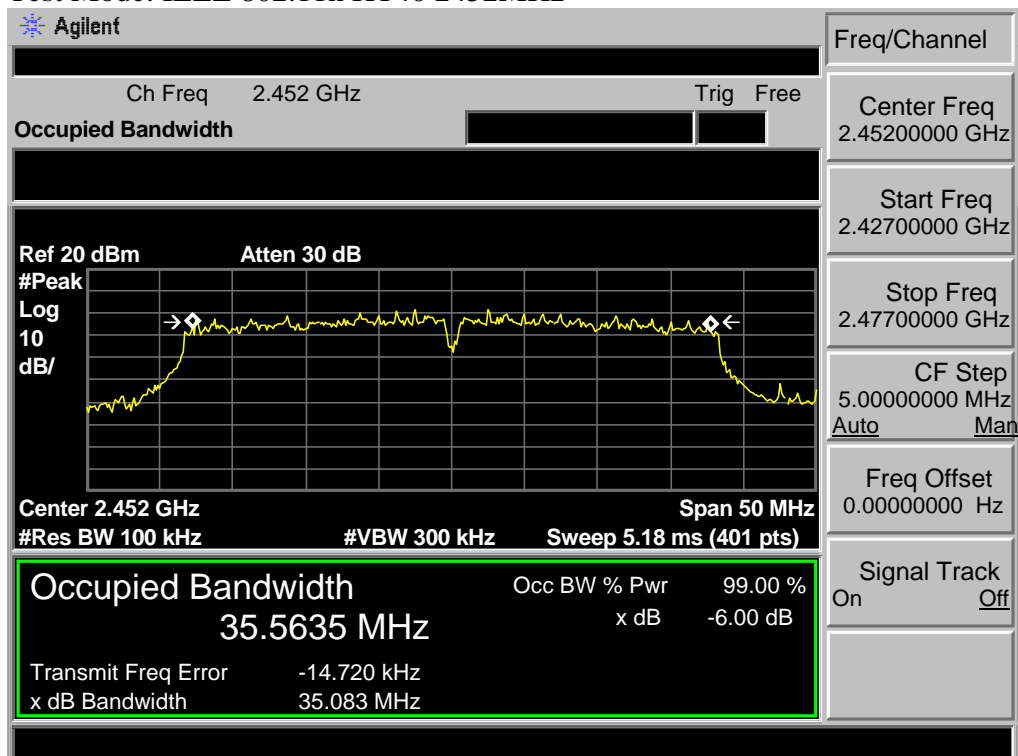 Test Mode: IEEE 802.11n HT40 2452MHz
Agilent
Freq/Channel
Ch Freq 2.452 GHz Trig Free
Occupied Bandwidth
Center Freq
2.45200000 GHz
Start Freq
2.42700000 GHz
Stop Freq
2.47700000 GHz
CF Step
5.00000000 MHz
Auto Man
Freq Offset
0.00000000 Hz
Signal Track
On Off
Ref 20 dBm Atten 30 dB
#Peak
Log
10
dB/
Center 2.452 GHz Span 50 MHz
#Res BW 100 kHz #VBW 300 kHz Sweep 5.18 ms (401 pts)
Occupied Bandwidth Occ BW % Pwr 99.00 %
35.5635 MHz x dB -6.00 dB
Transmit Freq Error -14.720 kHz
x dB Bandwidth 35.083 MHz